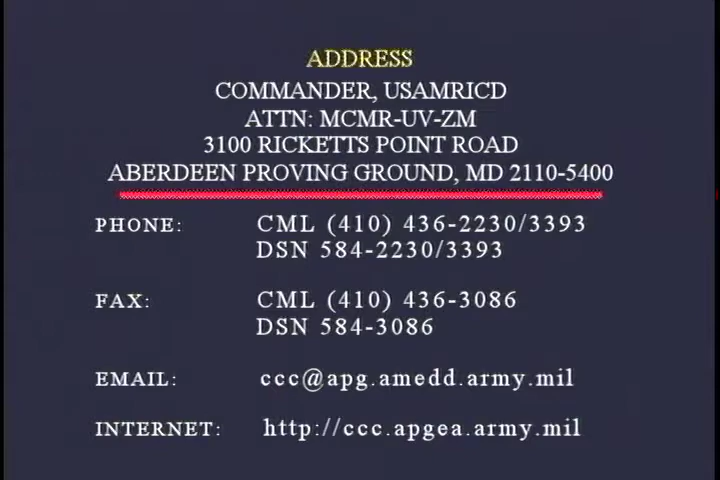 ADDRESS
COMMANDER, USAMRICD
ATTN: MCMR-UV-ZM
3100 RICKETTS POINT ROAD
ABERDEEN PROVING GROUND, MD 2110-5400
PHONE: CML (410) 436-2230/3393
DSN 584-2230/3393
FAX: CML (410) 436-3086
DSN 584-3086
EMAIL: ccc@apg.amedd.army.mil
INTERNET: http://ccc.apgea.army.mil